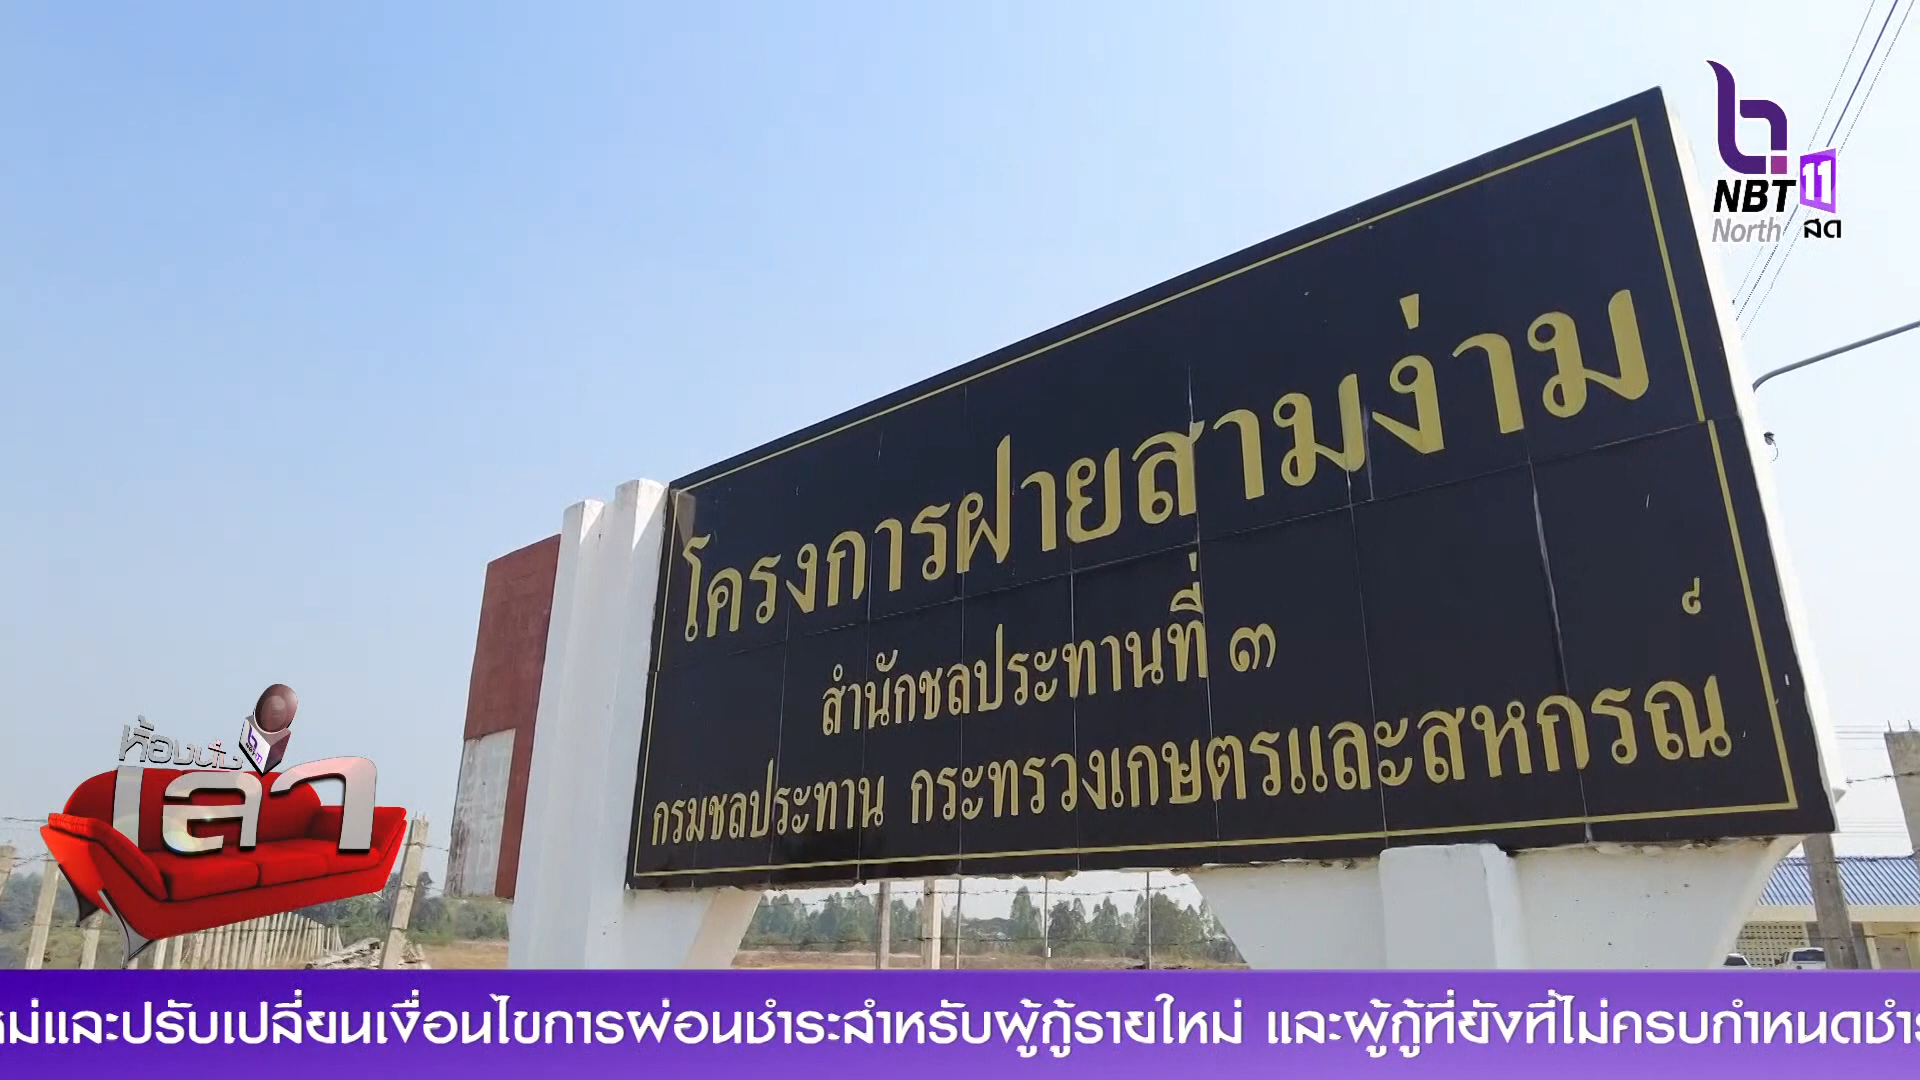 NBT 11
North สด
โครงการฝายสามง่าม
สำนักชลประทานที่ ๓
กรมชลประทาน กระทรวงเกษตรและสหกรณ์
ห้องนั่ง
เล่า
หม่และปรับเปลี่ยนเงื่อนไขการผ่อนชำระสำหรับผู้กู้รายใหม่ และผู้กู้ที่ยังที่ไม่ครบกำหนดชำร